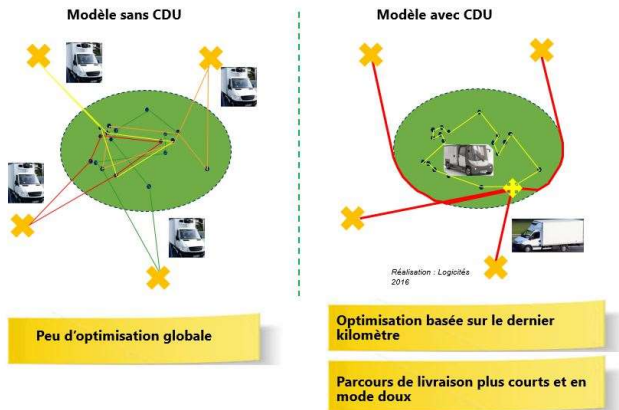 Modèle sans CDU
Modèle avec CDU
Réalisation : Logicités
2016
Peu d'optimisation globale
Optimisation basée sur le dernier
kilomètre
Parcours de livraison plus courts et en
mode doux